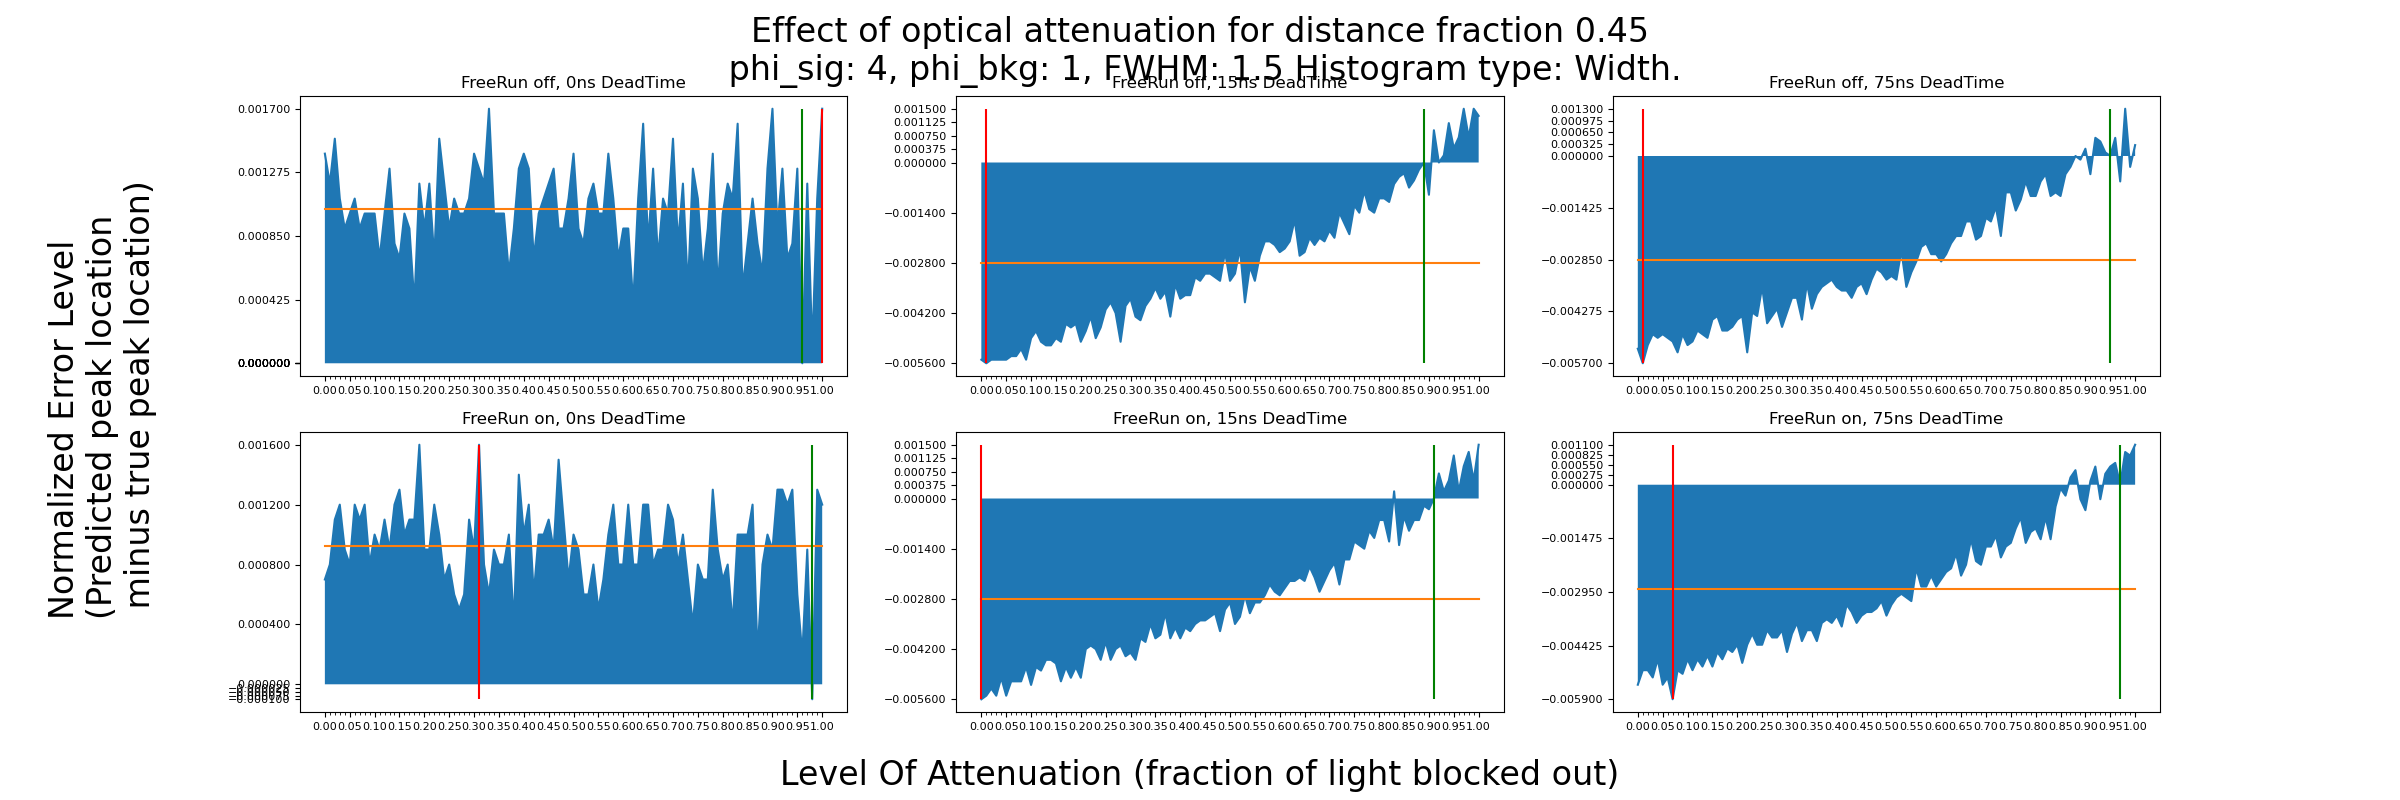 Effect of optical attenuation for distance fraction 0.45
phi_sig: 4, phi_bkg: 1, FWHM: 1.5 Histogram type: Width.
Normalized Error Level
(Predicted peak location
minus true peak location)
FreeRun off, 0ns DeadTime
0.001700
0.001275
0.000850
0.000425
0.000000
0.00 0.05 0.10 0.15 0.20 0.25 0.30 0.35 0.40 0.45 0.50 0.55 0.60 0.65 0.70 0.75 0.80 0.85 0.90 0.95 1.00
FreeRun off, 15ns DeadTime
0.001500
0.001125
0.000750
0.000375
0.000000
−0.001400
−0.002800
−0.004200
−0.005600
0.00 0.05 0.10 0.15 0.20 0.25 0.30 0.35 0.40 0.45 0.50 0.55 0.60 0.65 0.70 0.75 0.80 0.85 0.90 0.95 1.00
FreeRun off, 75ns DeadTime
0.001300
0.000975
0.000650
0.000325
0.000000
−0.001425
−0.002850
−0.004275
−0.005700
0.00 0.05 0.10 0.15 0.20 0.25 0.30 0.35 0.40 0.45 0.50 0.55 0.60 0.65 0.70 0.75 0.80 0.85 0.90 0.95 1.00
FreeRun on, 0ns DeadTime
0.001600
0.001200
0.000800
0.000400
0.000000
−0.000100
0.00 0.05 0.10 0.15 0.20 0.25 0.30 0.35 0.40 0.45 0.50 0.55 0.60 0.65 0.70 0.75 0.80 0.85 0.90 0.95 1.00
FreeRun on, 15ns DeadTime
0.001500
0.001125
0.000750
0.000375
0.000000
−0.001400
−0.002800
−0.004200
−0.005600
0.00 0.05 0.10 0.15 0.20 0.25 0.30 0.35 0.40 0.45 0.50 0.55 0.60 0.65 0.70 0.75 0.80 0.85 0.90 0.95 1.00
FreeRun on, 75ns DeadTime
0.001100
0.000825
0.000550
0.000275
0.000000
−0.001475
−0.002950
−0.004425
−0.005900
0.00 0.05 0.10 0.15 0.20 0.25 0.30 0.35 0.40 0.45 0.50 0.55 0.60 0.65 0.70 0.75 0.80 0.85 0.90 0.95 1.00
Level Of Attenuation (fraction of light blocked out)